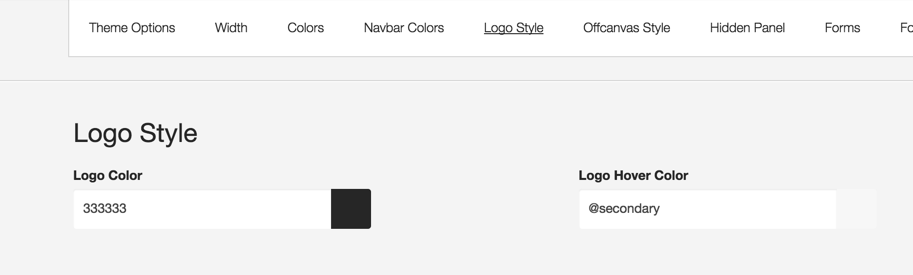 Theme Options Width Colors Navbar Colors Logo Style Offcanvas Style Hidden Panel Forms
Logo Style
Logo Color Logo Hover Color
333333 @secondary